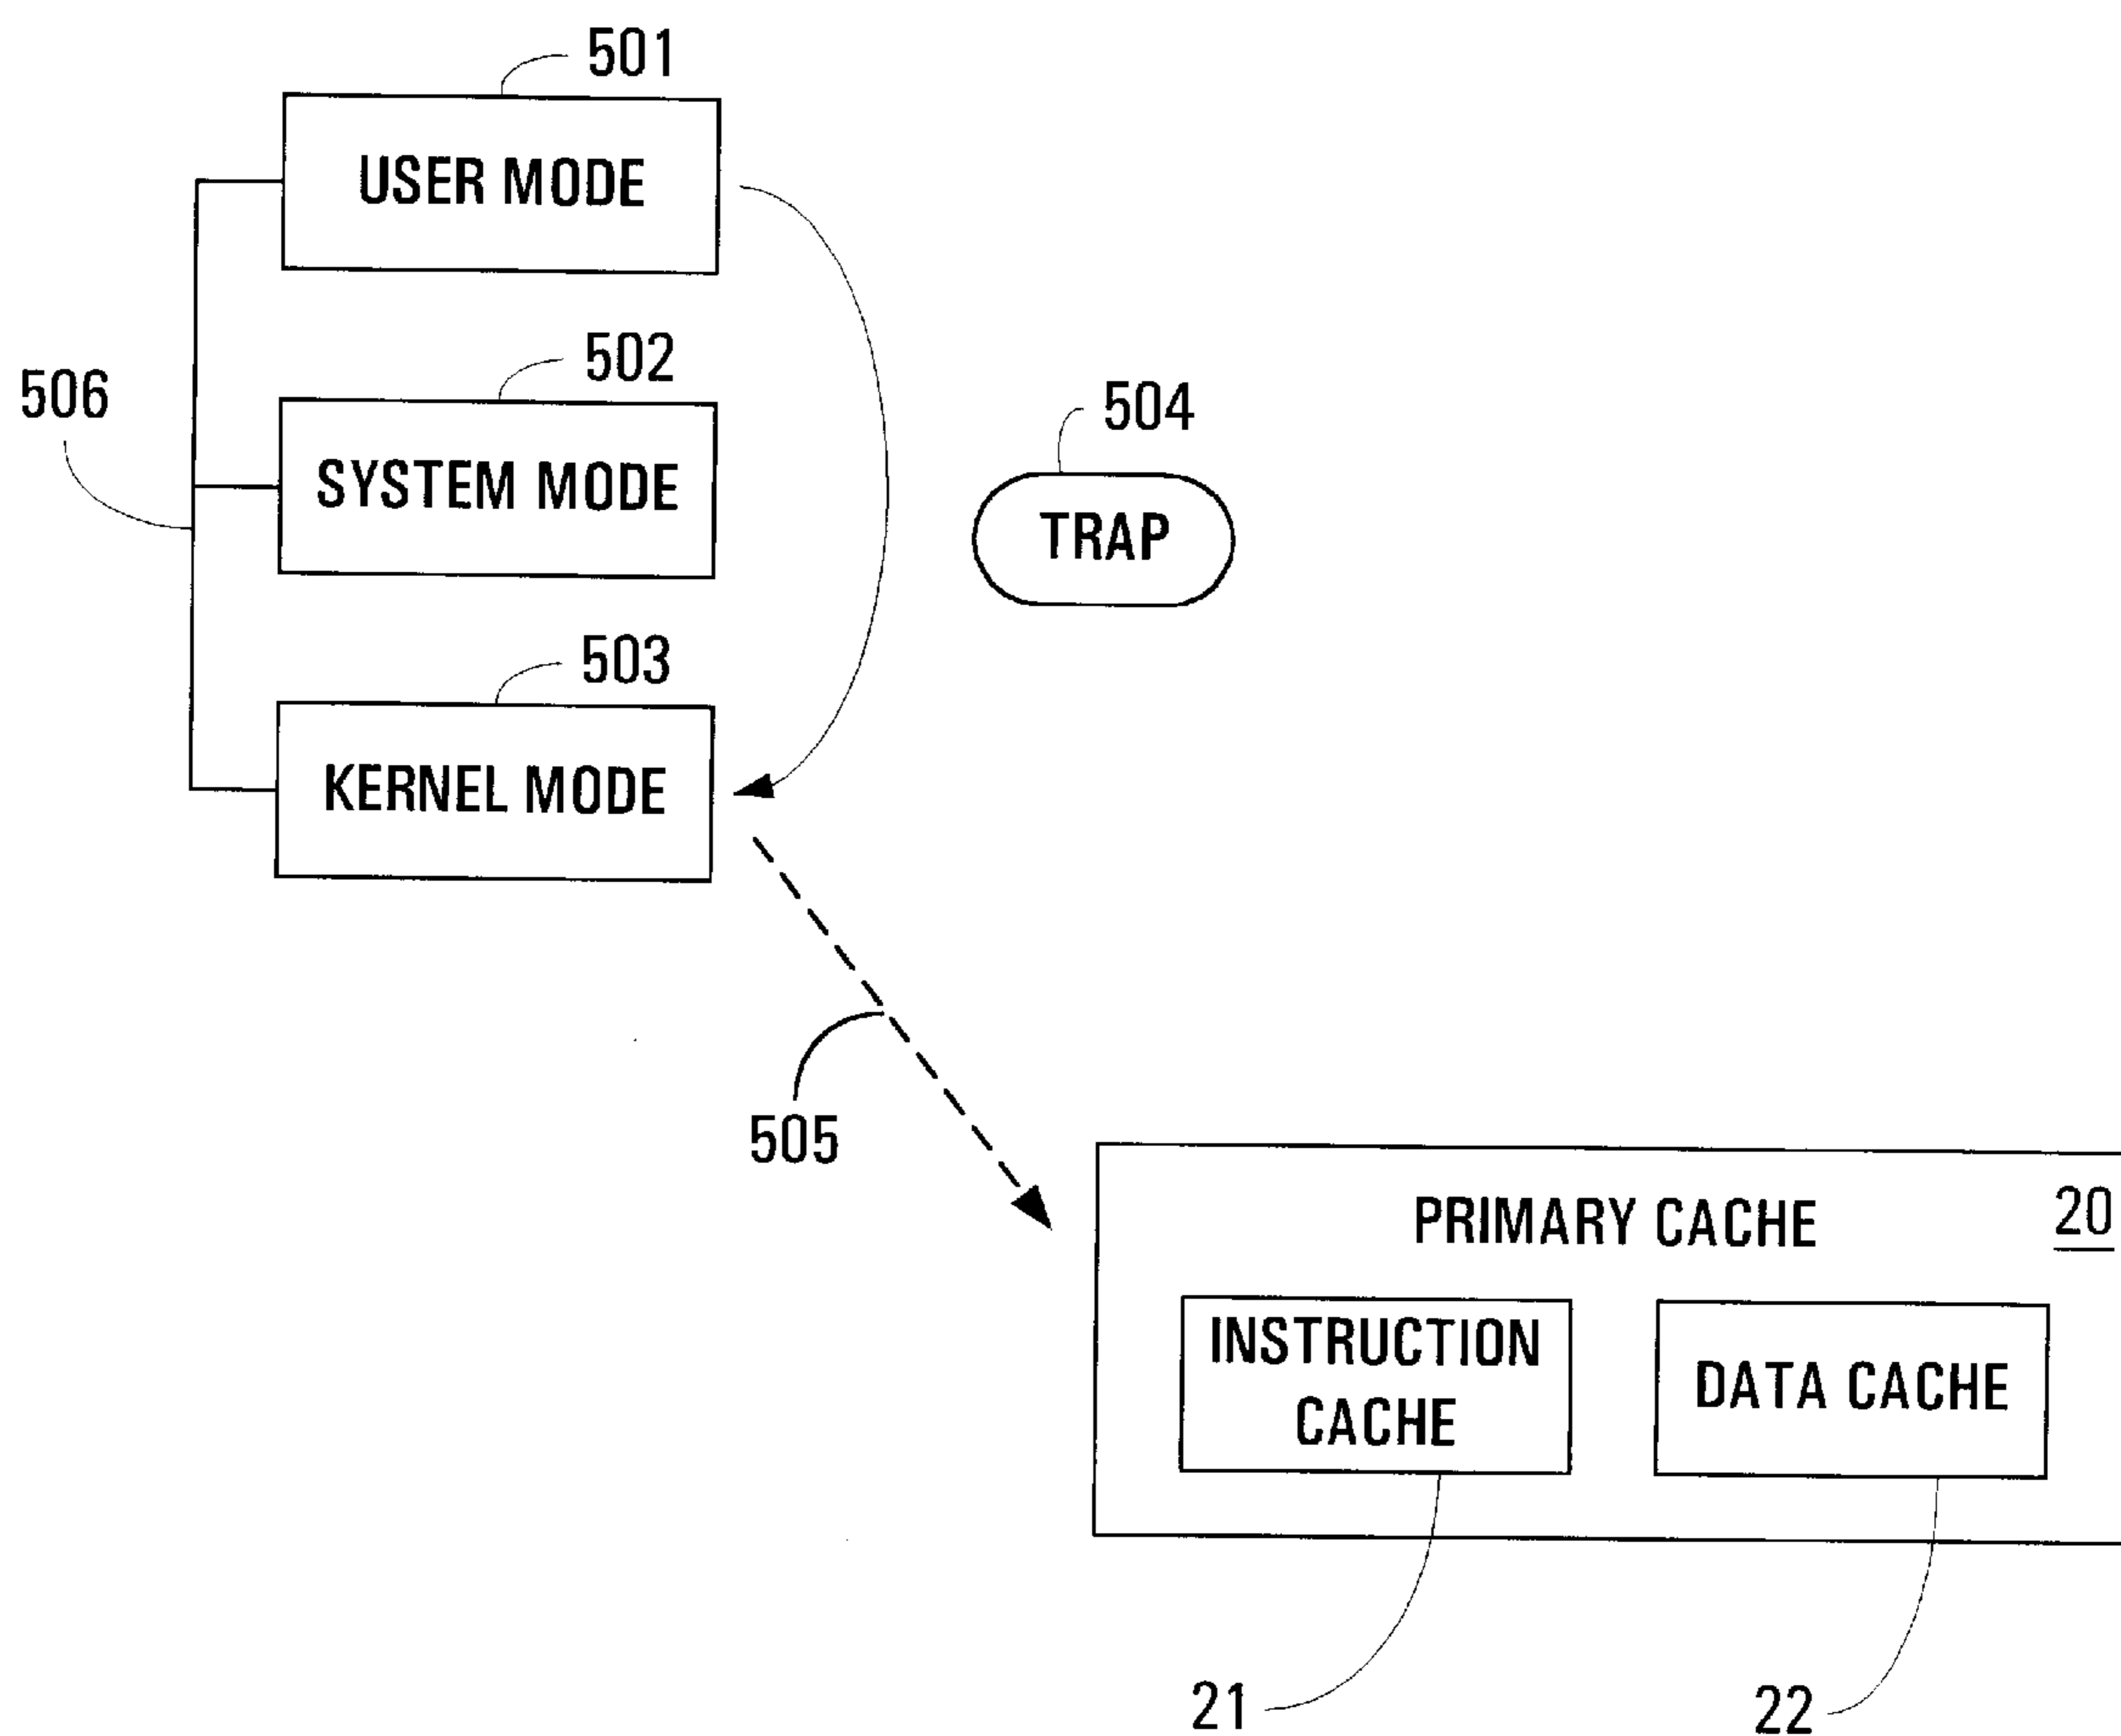 501
USER MODE
502
506
SYSTEM MODE
504
TRAP
503
KERNEL MODE
505
PRIMARY CACHE
20
INSTRUCTION
CACHE
DATA CACHE
21
22